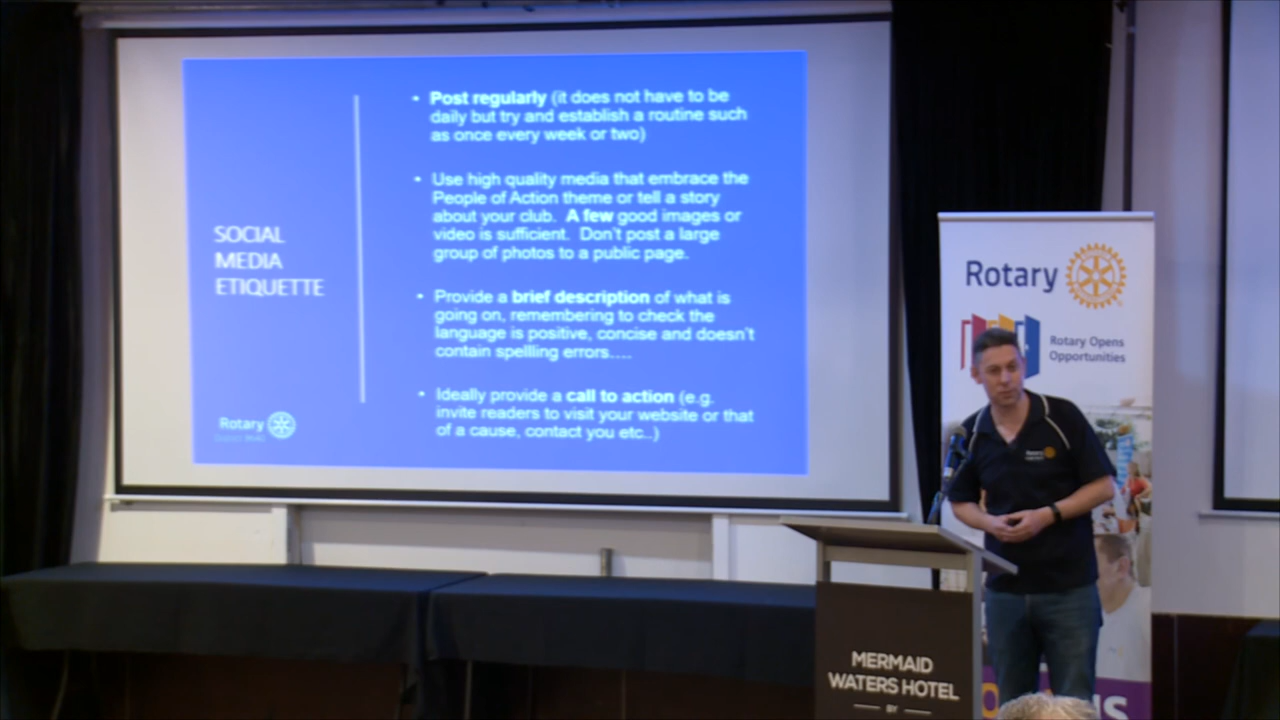 SOCIAL
MEDIA
ETIQUETTE
• Post regularly (it does not have to be
daily but try and establish a routine such
as once every week or two)
• Use high quality media that embrace the
People of Action theme or tell a story
about your club. A few good images or
video is sufficient. Don't post a large
group of photos to a public page.
• Provide a brief description of what is
going on, remembering to check the
language is positive, concise and doesn't
contain spellling errors....
• Ideally provide a call to action (e.g.
invite readers to visit your website or that
of a cause, contact you etc..)
Rotary
Rotary
Rotary Opens
Opportunities
Rotary
MERMAID
WATERS HOTEL
BY